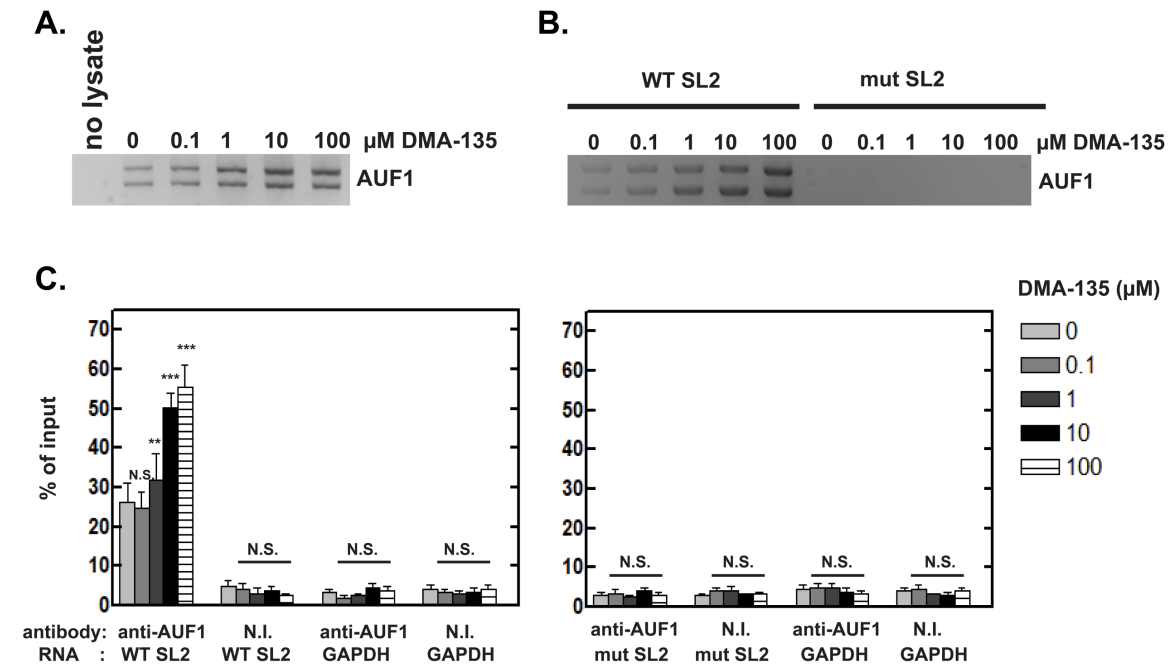 A.
no lysate
0 0.1 1 10 100 µM DMA-135
AUF1
B.
WT SL2 mut SL2
0 0.1 1 10 100 0 0.1 1 10 100 µM DMA-135
AUF1
C.
% of input
70
60
50
40
30
20
10
0
N.S.
**
***
***
N.S.
N.S.
N.S.
antibody: anti-AUF1 N.I. anti-AUF1 N.I.
RNA : WT SL2 WT SL2 GAPDH GAPDH
70
60
50
40
30
20
10
0
N.S.
N.S.
N.S.
N.S.
anti-AUF1 N.I. anti-AUF1 N.I.
mut SL2 mut SL2 GAPDH GAPDH
DMA-135 (µM)
0
0.1
1
10
100